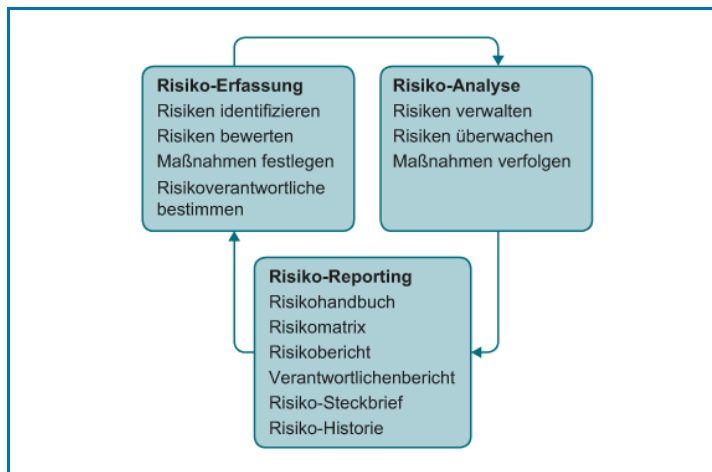 Risiko-Erfassung
Risiken identifizieren
Risiken bewerten
Maßnahmen festlegen
Risikoverantwortliche
bestimmen
Risiko-Analyse
Risiken verwalten
Risiken überwachen
Maßnahmen verfolgen
Risiko-Reporting
Risikohandbuch
Risikomatrix
Risikobericht
Verantwortlichenbericht
Risiko-Steckbrief
Risiko-Historie